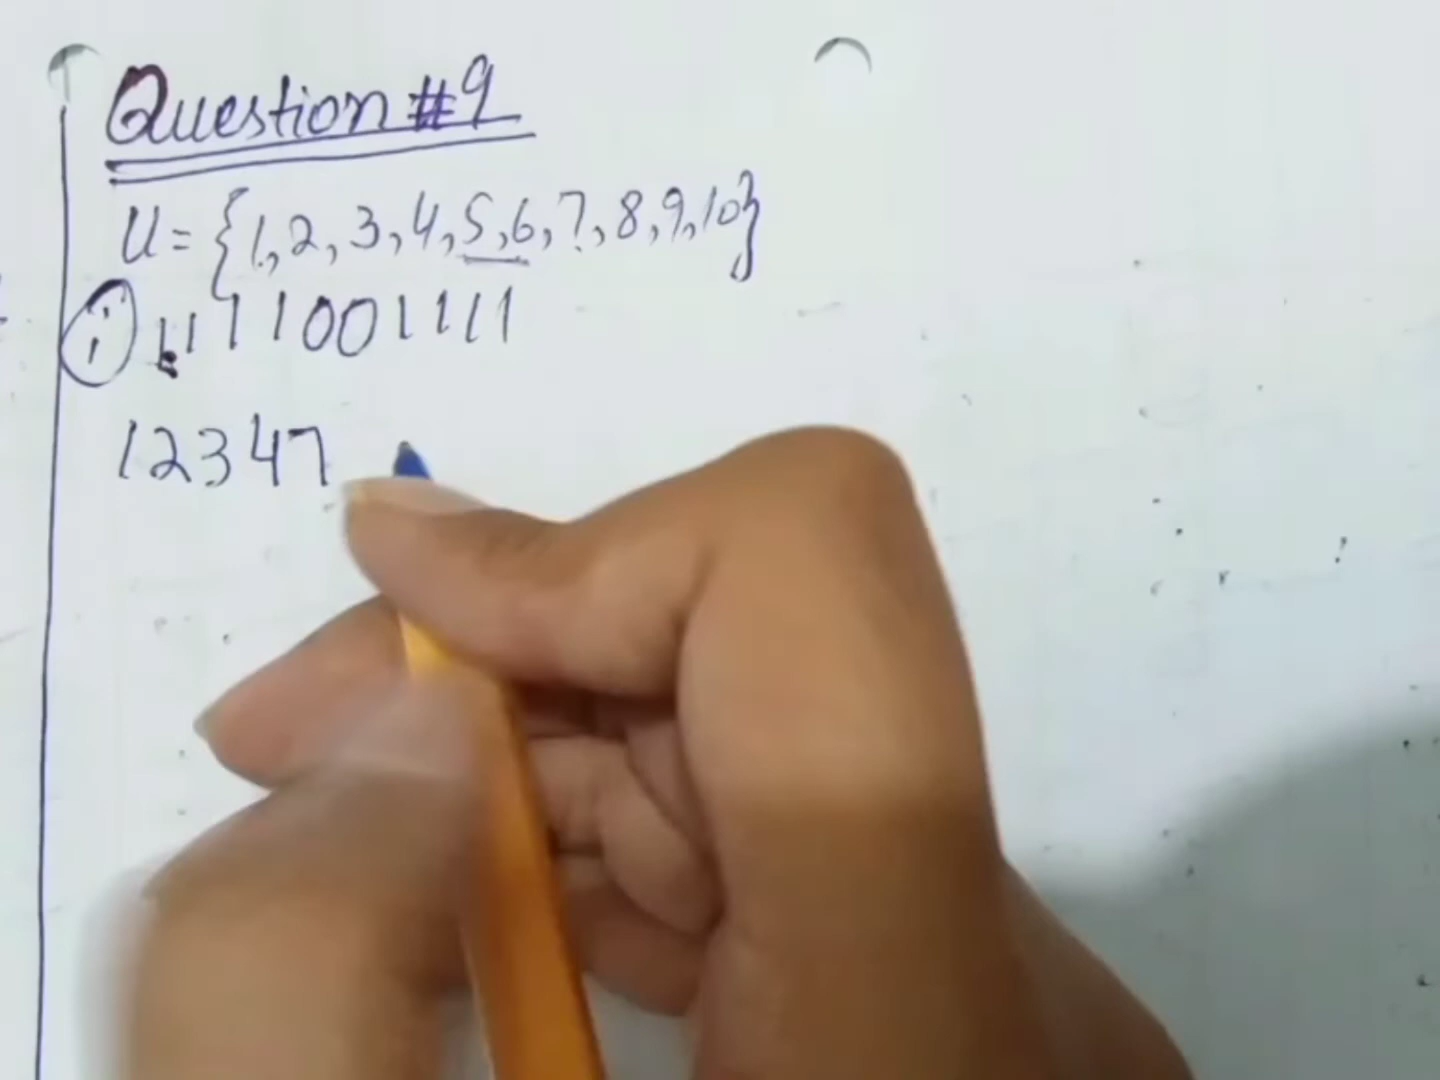 Question #9
U = {1, 2, 3, 4, 5, 6, 7, 8, 9, 10}
i 1111001111
12347